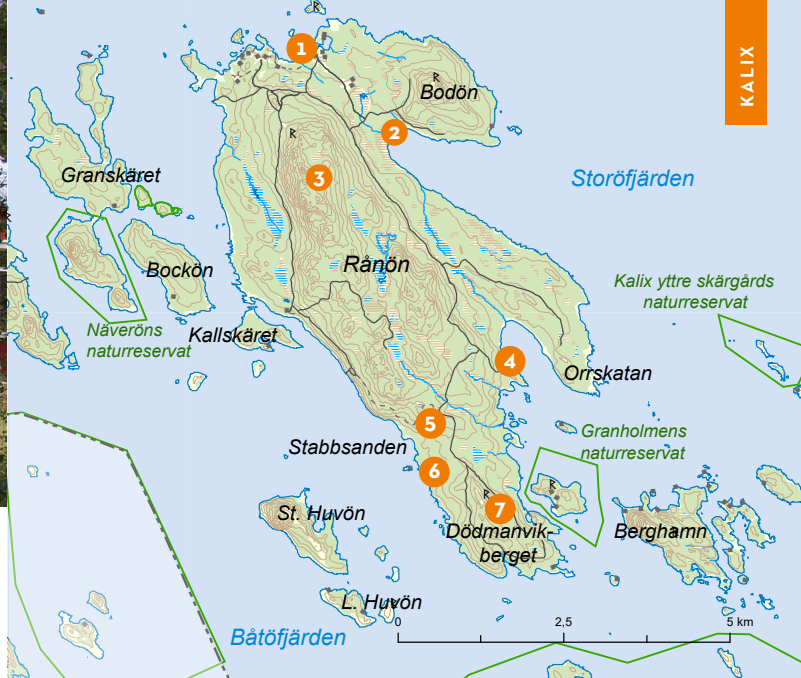 KALIX
1
Bodön
2
Granskäret
3
Storöfjärden
Rånön
Bockön
Kalix yttre skärgårds
naturreservat
Näveröns
naturreservat
Kallskäret
4
Orrskatan
5
Granholmens
naturreservat
Stabbsanden
6
St. Huvön
7
Dödmanvik-
berget
Berghamn
L. Huvön
Båtöfjärden
0
2,5
5 km
R
R
R
R
R